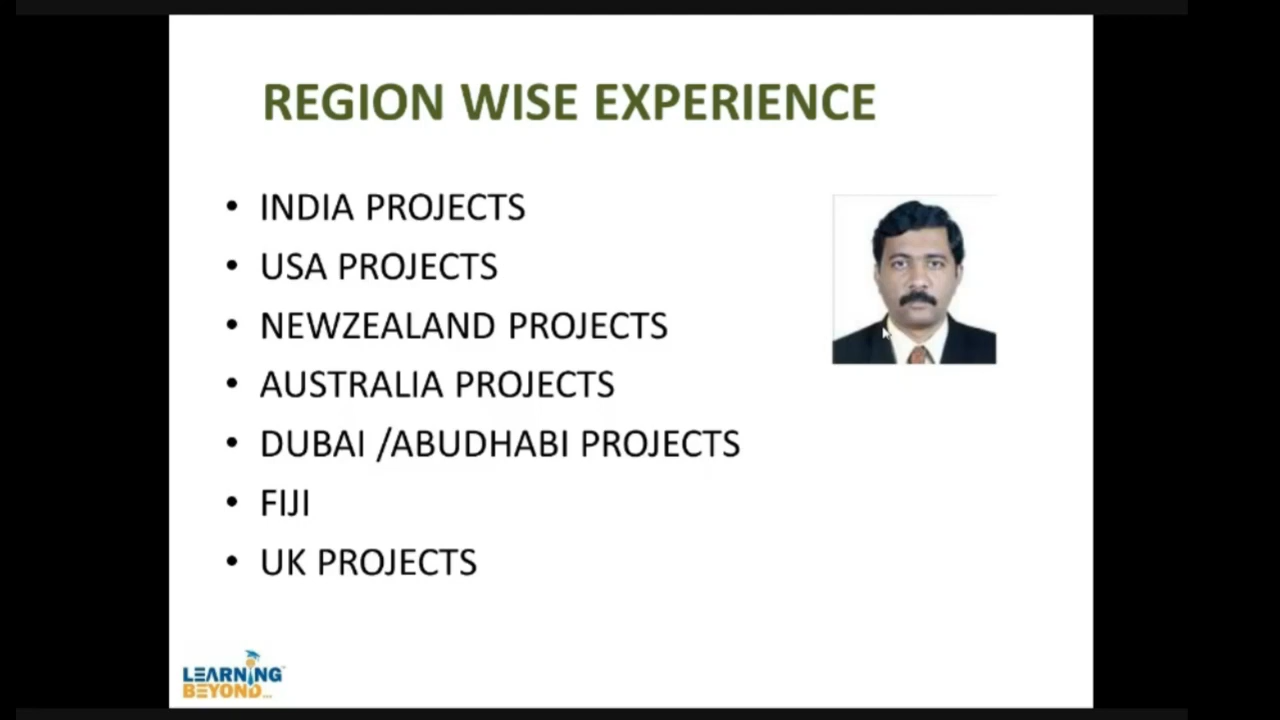 REGION WISE EXPERIENCE
• INDIA PROJECTS
• USA PROJECTS
• NEWZEALAND PROJECTS
• AUSTRALIA PROJECTS
• DUBAI /ABUDHABI PROJECTS
• FIJI
• UK PROJECTS
LEARNING
BEYOND...